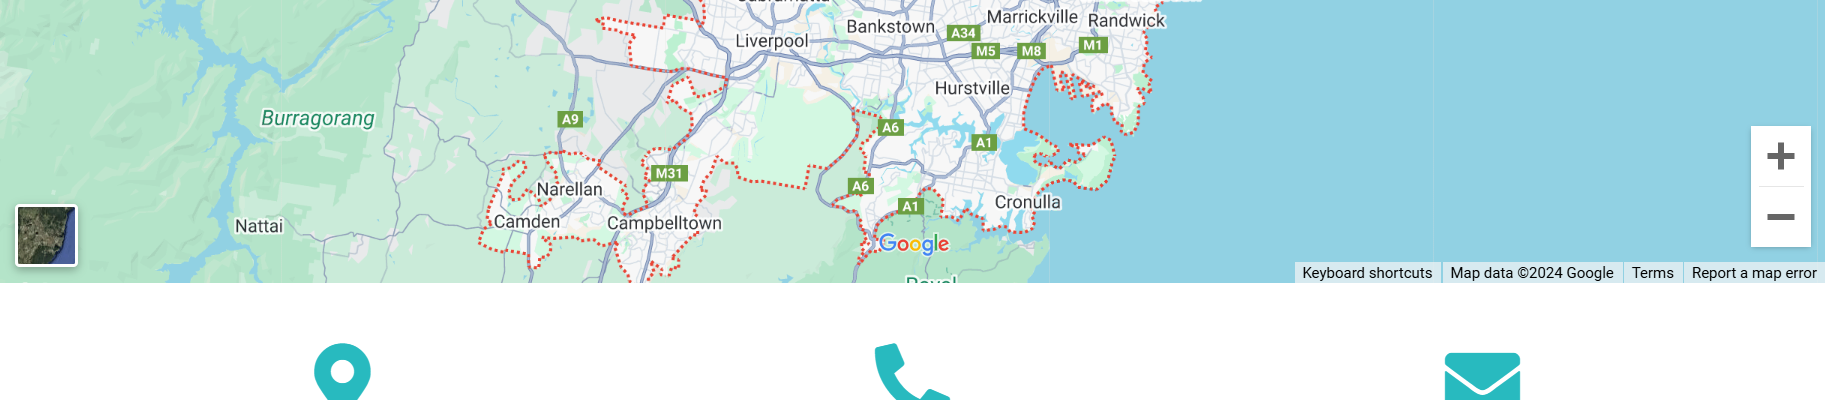 Marrickville
Randwick
Bankstown
Liverpool
A34
M5
M8
M1
Hurstville
Burragorang
A9
A6
A1
M31
A6
Narellan
A1
Cronulla
Camden
Campbelltown
Nattai
Google
Keyboard shortcuts
Map data ©2024 Google
Terms
Report a map error